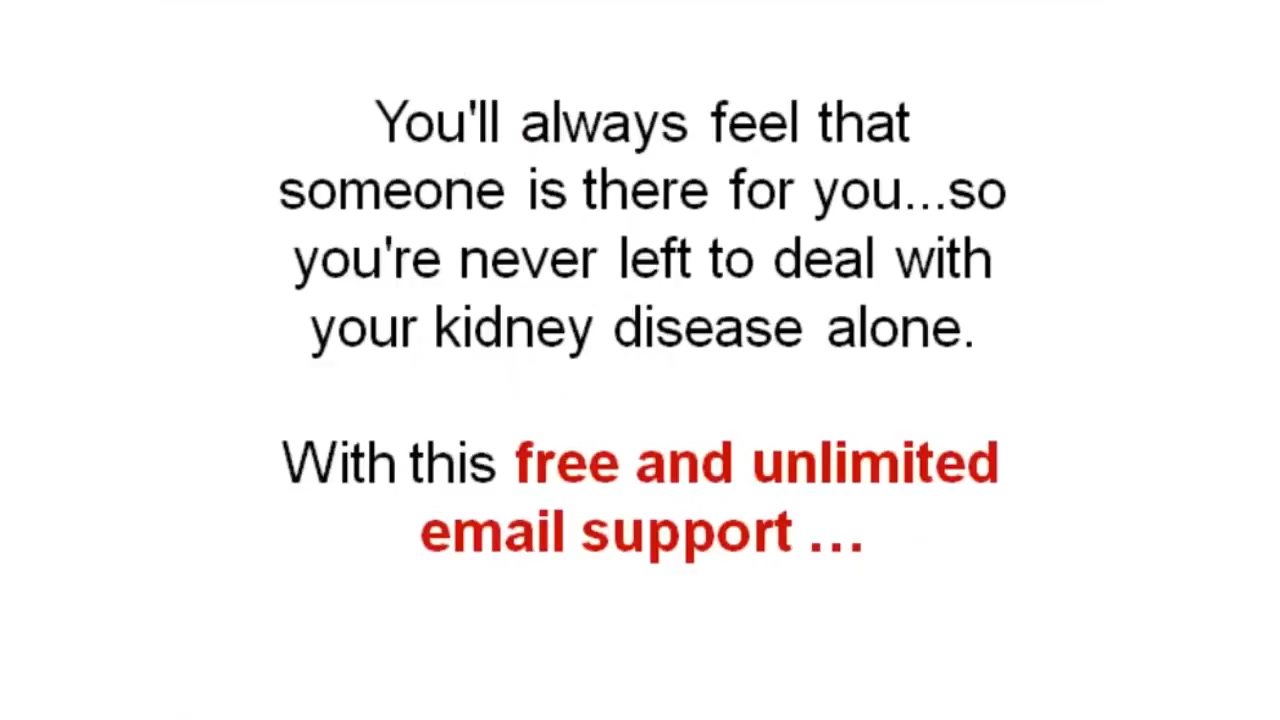 You'll always feel that
someone is there for you...so
you're never left to deal with
your kidney disease alone.
With this free and unlimited
email support ...